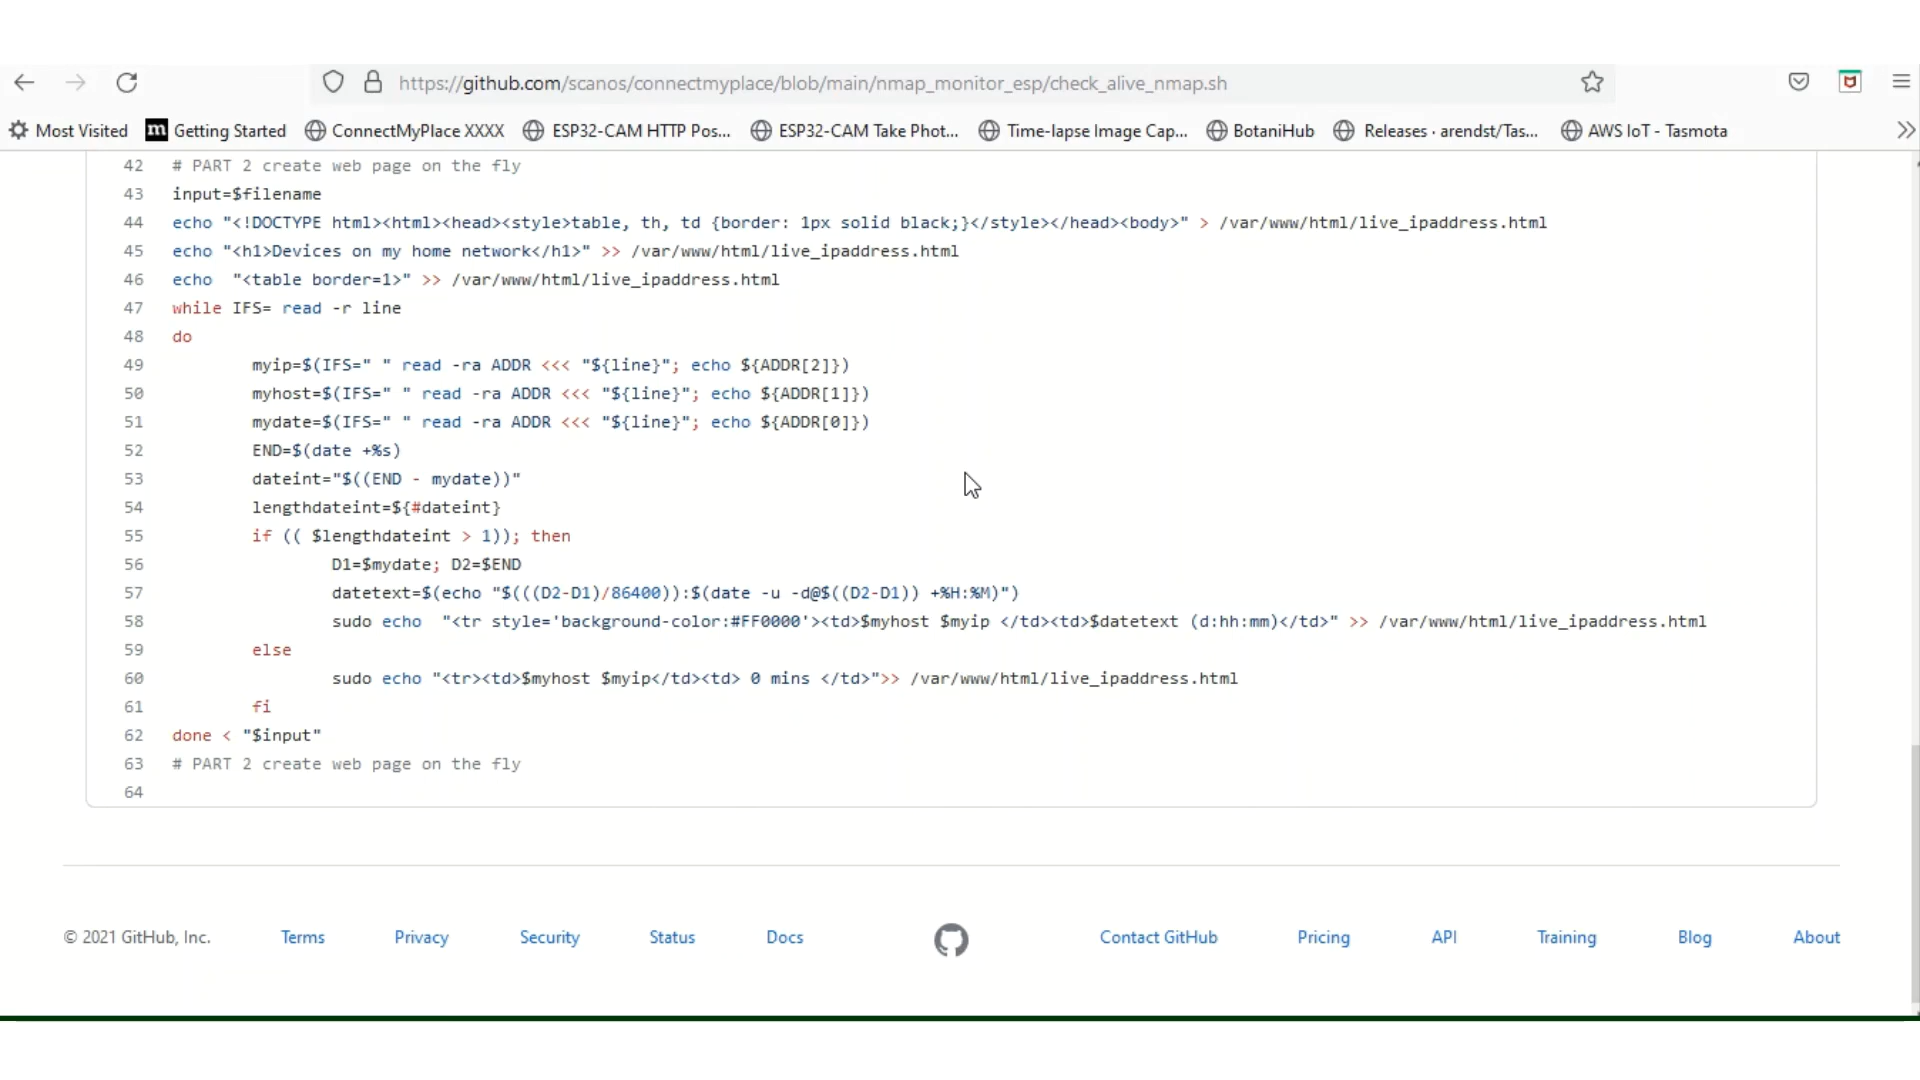 https://github.com/scanos/connectmyplace/blob/main/nmap_monitor_esp/check_alive_nmap.sh
Most Visited m Getting Started ConnectMyPlace XXXX ESP32-CAM HTTP Pos... ESP32-CAM Take Phot... Time-lapse Image Cap... BotaniHub Releases · arendst/Tas... AWS IoT - Tasmota
42 # PART 2 create web page on the fly
43 input=$filename
44 echo "<!DOCTYPE html><html><head><style>table, th, td {border: 1px solid black;}</style></head><body>" > /var/www/html/live_ipaddress.html
45 echo "<h1>Devices on my home network</h1>" >> /var/www/html/live_ipaddress.html
46 echo  "<table border=1>" >> /var/www/html/live_ipaddress.html
47 while IFS= read -r line
48 do
49         myip=$(IFS=" " read -ra ADDR <<< "${line}"; echo ${ADDR[2]})
50         myhost=$(IFS=" " read -ra ADDR <<< "${line}"; echo ${ADDR[1]})
51         mydate=$(IFS=" " read -ra ADDR <<< "${line}"; echo ${ADDR[0]})
52         END=$(date +%s)
53         dateint="$((END - mydate))"
54         lengthdateint=${#dateint}
55         if (( $lengthdateint > 1)); then
56                 D1=$mydate; D2=$END
57                 datetext=$(echo "$(((D2-D1)/86400)):$(date -u -d@$((D2-D1)) +%H:%M)")
58                 sudo echo  "<tr style='background-color:#FF0000'><td>$myhost $myip </td><td>$datetext (d:hh:mm)</td>" >> /var/www/html/live_ipaddress.html
59         else
60                 sudo echo "<tr><td>$myhost $myip</td><td> 0 mins </td>">> /var/www/html/live_ipaddress.html
61         fi
62 done < "$input"
63 # PART 2 create web page on the fly
64
© 2021 GitHub, Inc. Terms Privacy Security Status Docs Contact GitHub Pricing API Training Blog About